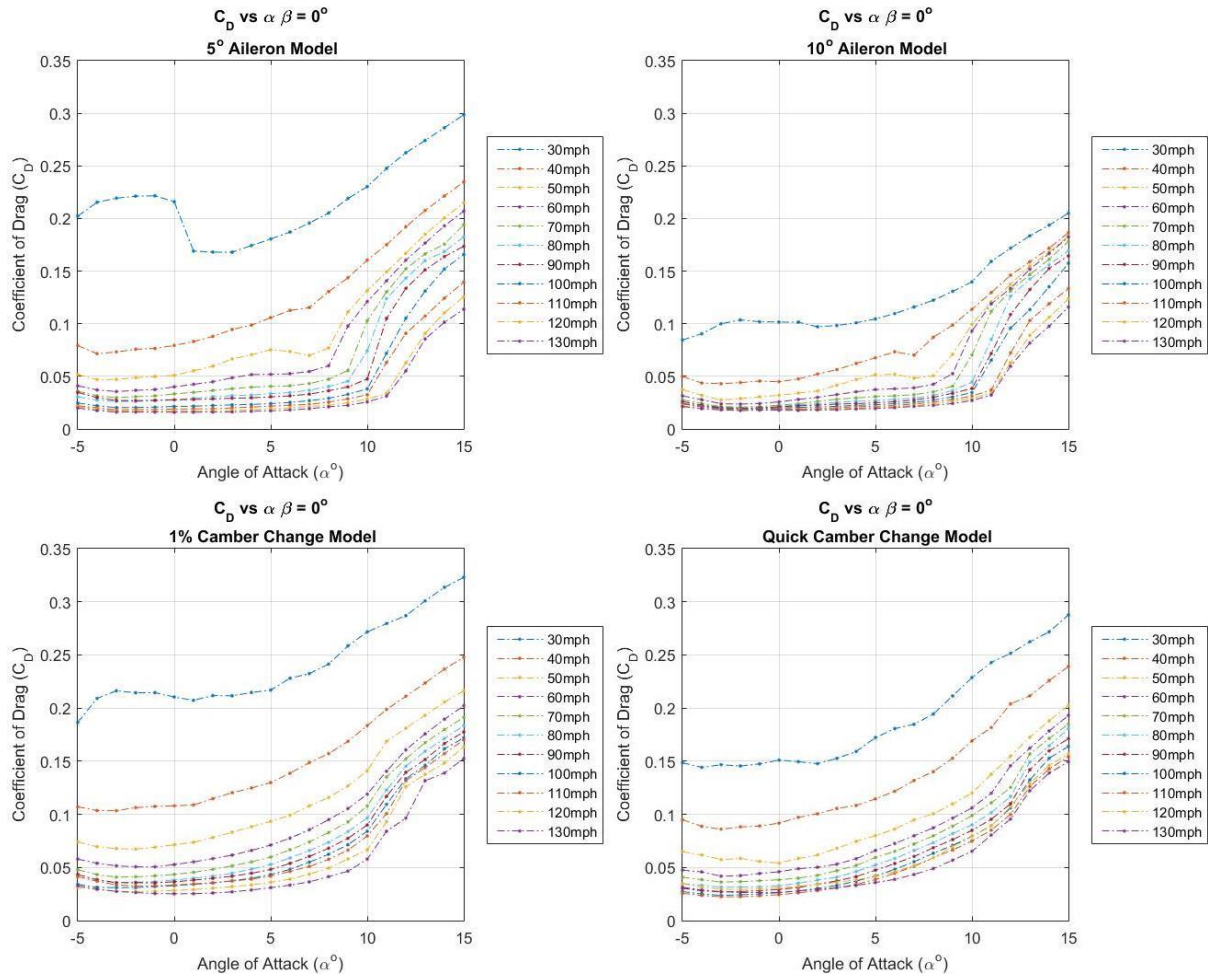 C_D vs α β = 0°
5° Aileron Model
0.35
0.3
0.25
0.2
0.15
0.1
0.05
0
-5
0
5
10
15
Coefficient of Drag (C_D)
Angle of Attack (α°)
30mph
40mph
50mph
60mph
70mph
80mph
90mph
100mph
110mph
120mph
130mph
C_D vs α β = 0°
10° Aileron Model
0.35
0.3
0.25
0.2
0.15
0.1
0.05
0
-5
0
5
10
15
Coefficient of Drag (C_D)
Angle of Attack (α°)
30mph
40mph
50mph
60mph
70mph
80mph
90mph
100mph
110mph
120mph
130mph
C_D vs α β = 0°
1% Camber Change Model
0.35
0.3
0.25
0.2
0.15
0.1
0.05
0
-5
0
5
10
15
Coefficient of Drag (C_D)
Angle of Attack (α°)
30mph
40mph
50mph
60mph
70mph
80mph
90mph
100mph
110mph
120mph
130mph
C_D vs α β = 0°
Quick Camber Change Model
0.35
0.3
0.25
0.2
0.15
0.1
0.05
0
-5
0
5
10
15
Coefficient of Drag (C_D)
Angle of Attack (α°)
30mph
40mph
50mph
60mph
70mph
80mph
90mph
100mph
110mph
120mph
130mph